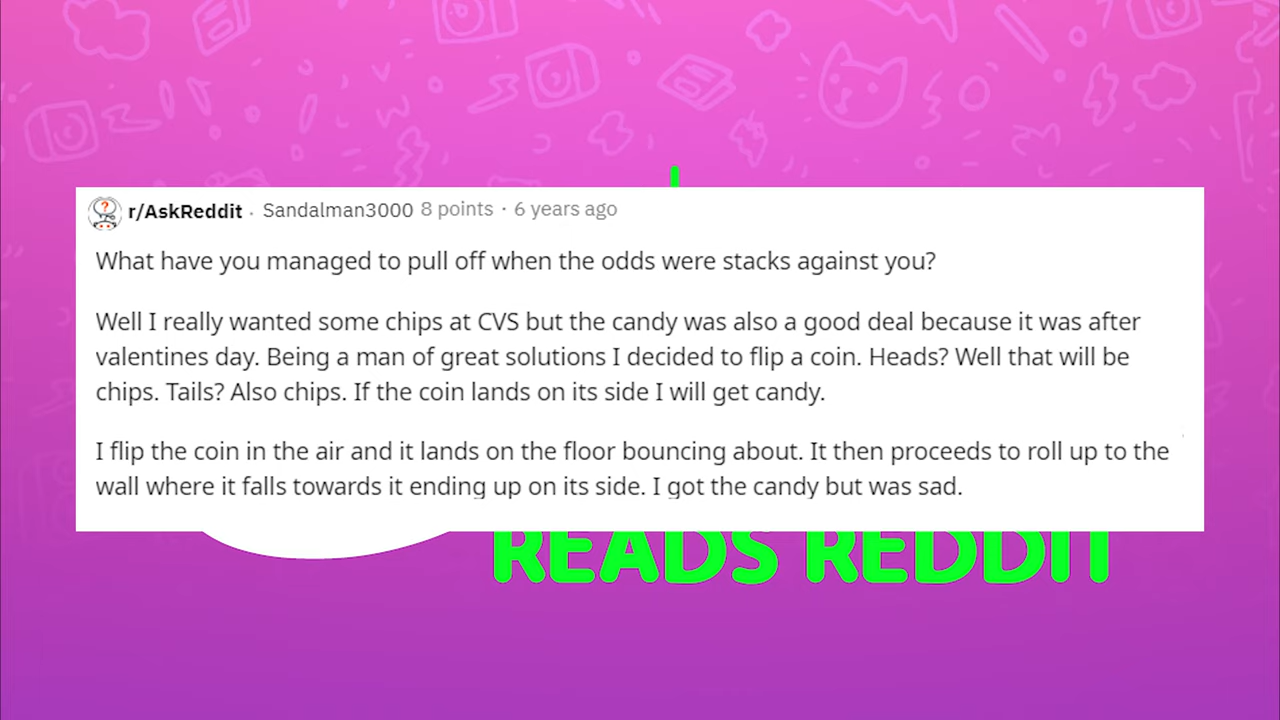 r/AskReddit · Sandalman3000 8 points · 6 years ago
What have you managed to pull off when the odds were stacks against you?
Well I really wanted some chips at CVS but the candy was also a good deal because it was after
valentines day. Being a man of great solutions I decided to flip a coin. Heads? Well that will be
chips. Tails? Also chips. If the coin lands on its side I will get candy.
I flip the coin in the air and it lands on the floor bouncing about. It then proceeds to roll up to the
wall where it falls towards it ending up on its side. I got the candy but was sad.
READS REDDIT